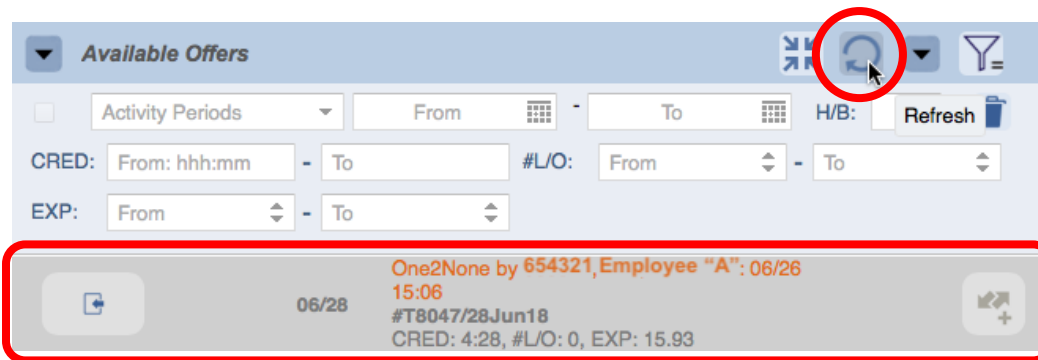 Available Offers
Activity Periods From - To H/B: Refresh
CRED: From: hhh:mm - To #L/O: From - To
EXP: From - To
One2None by 654321,Employee “A”: 06/26
15:06
06/28
#T8047/28Jun18
CRED: 4:28, #L/O: 0, EXP: 15.93